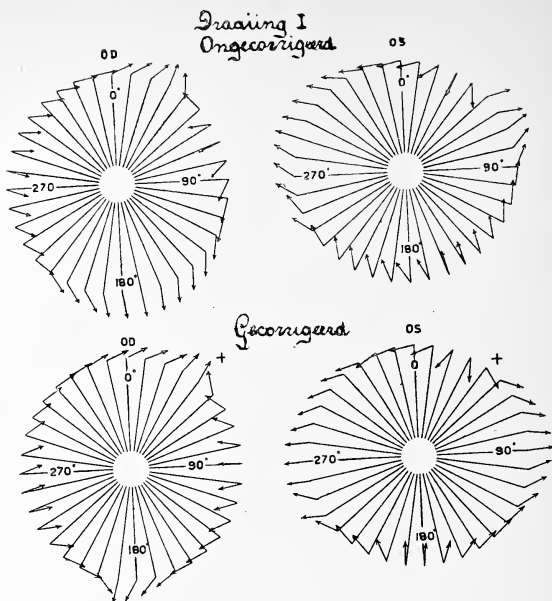 Draaiing I
Ongecorrigeerd
OD OS
0° 0°
270 90° 270° 90°
180° 180°
Gecorrigeerd
OD OS
+ +
0° 0
270° 90° 270° 90°
180° 180°